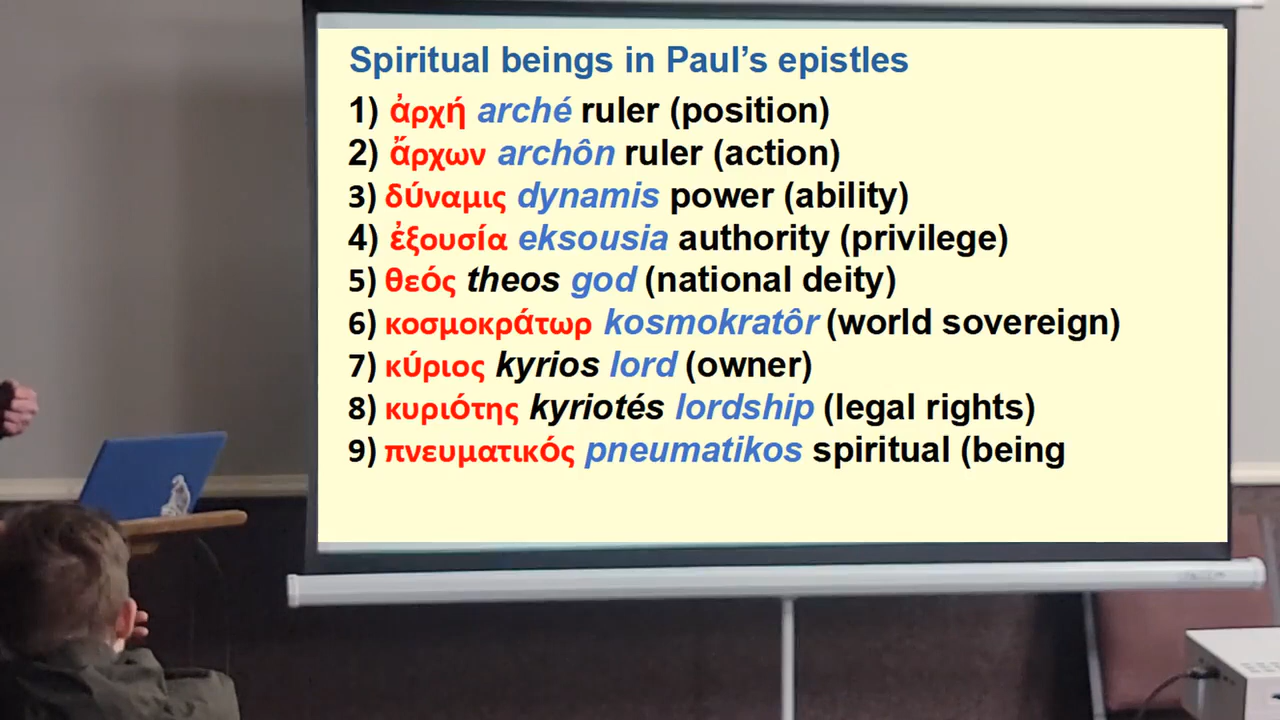 Spiritual beings in Paul’s epistles
1) ἀρχή arché ruler (position)
2) ἄρχων archôn ruler (action)
3) δύναμις dynamis power (ability)
4) ἐξουσία eksousia authority (privilege)
5) θεός theos god (national deity)
6) κοσμοκράτωρ kosmokratôr (world sovereign)
7) κύριος kyrios lord (owner)
8) κυριότης kyriotés lordship (legal rights)
9) πνευματικός pneumatikos spiritual (being